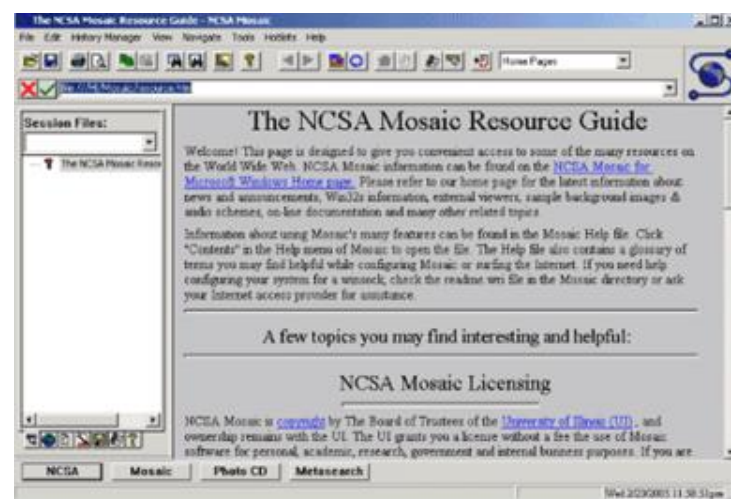 The NCSA Mosaic Resource Guide - NCSA Mosaic
File Edit History Manager View Navigate Tools Hotlists Help
Home Pages
Session Files:
The NCSA Mosaic Resou
The NCSA Mosaic Resource Guide
Welcome! This page is designed to give you convenient access to some of the many resources on
the World Wide Web. NCSA Mosaic information can be found on the NCSA Mosaic for
Microsoft Windows Home page. Please refer to our home page for the latest information about
news and announcements, Win32s information, external viewers, sample background images &
audio schemes, on-line documentation and many other related topics.
Information about using Mosaic's many features can be found in the Mosaic Help file. Click
"Contents" in the Help menu of Mosaic to open the file. The Help file also contains a glossary of
terms you may find helpful while configuring Mosaic or surfing the Internet. If you need help
configuring your system for a winsock, check the readme.wri file in the Mosaic directory or ask
your Internet access provider for assistance.
A few topics you may find interesting and helpful:
NCSA Mosaic Licensing
NCSA Mosaic is copyright by The Board of Trustees of the University of Illinois (UI), and
ownership remains with the UI. The UI grants you a license without a fee the use of Mosaic
software for personal, academic, research, government and internal business purposes. If you are
NCSA Mosaic Photo CD Metasearch
Wed 2/23/2005 11:38:51pm